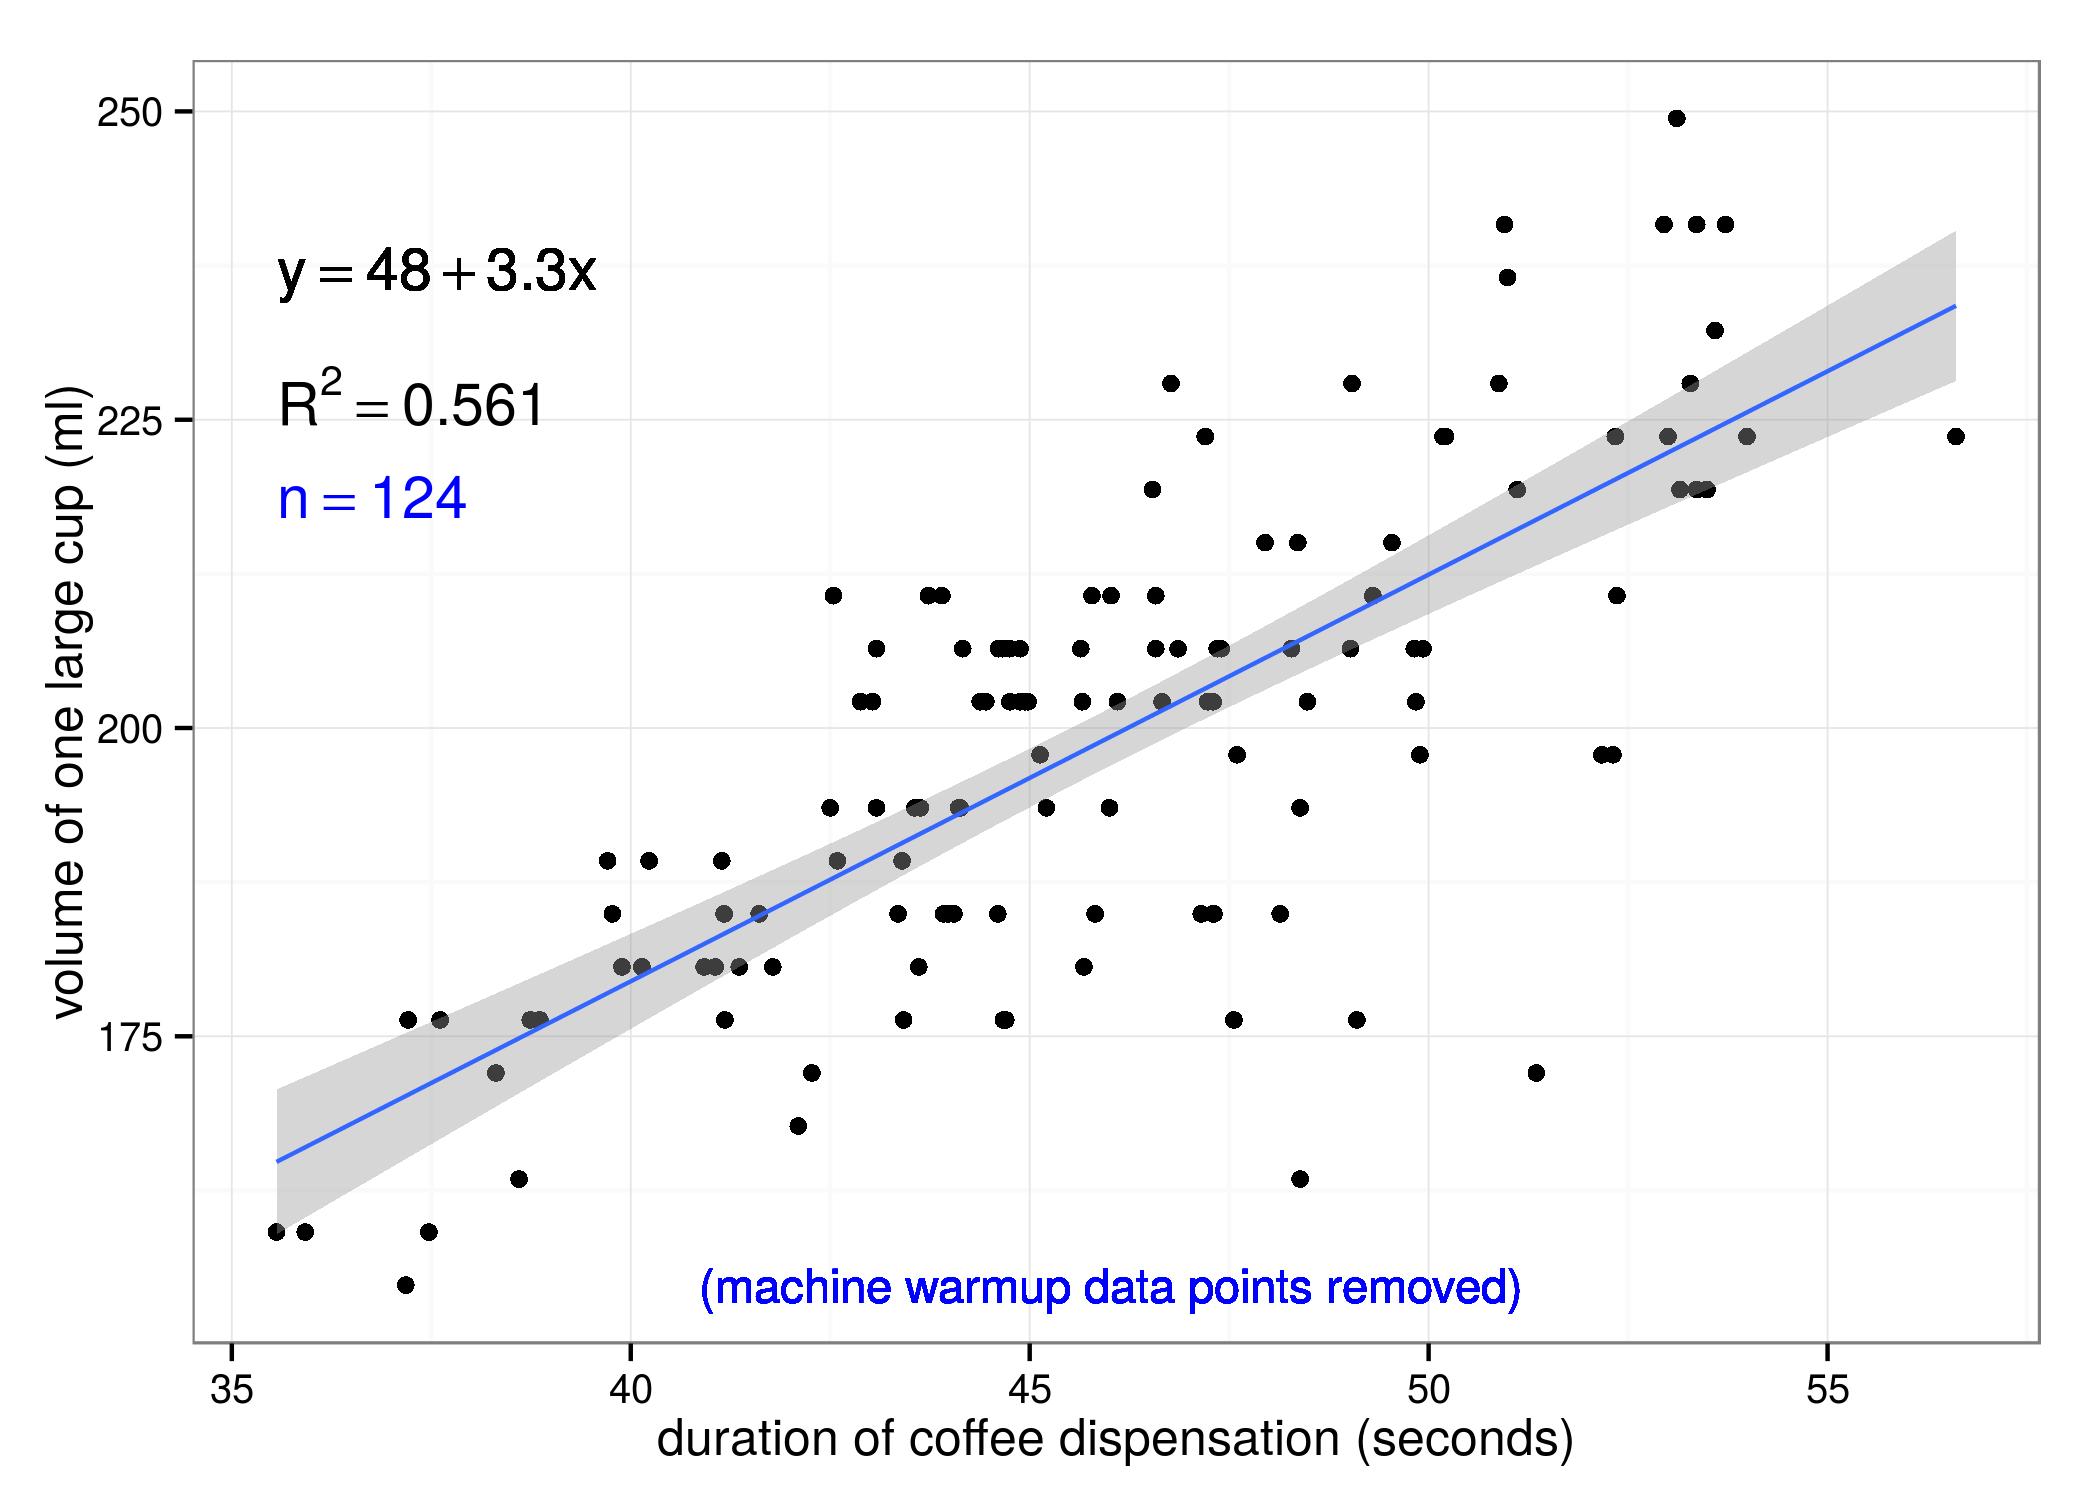 250
y = 48 + 3.3x
R² = 0.561
225
n = 124
200
175
volume of one large cup (ml)
(machine warmup data points removed)
35 40 45 50 55
duration of coffee dispensation (seconds)